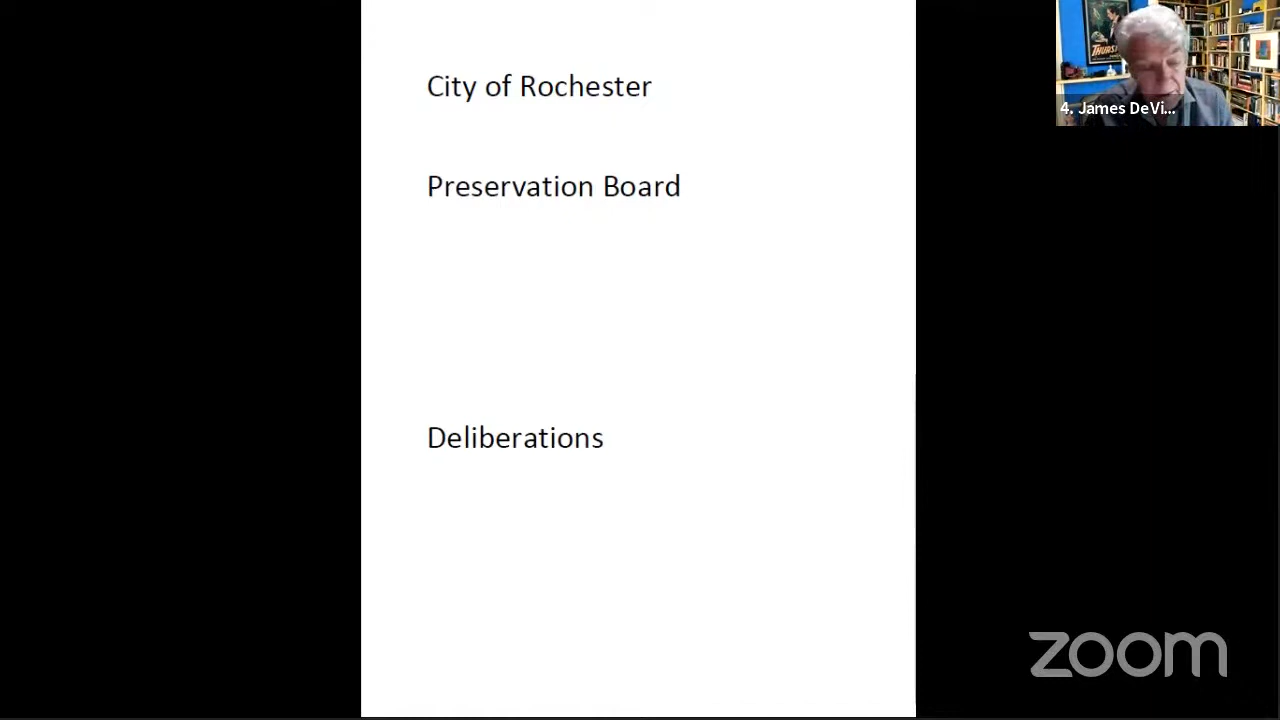 City of Rochester
Preservation Board
Deliberations
4. James DeVi...
zoom